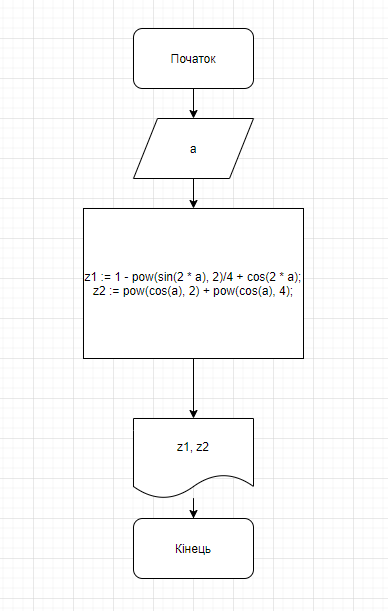 Початок
a
z1 := 1 - pow(sin(2 * a), 2)/4 + cos(2 * a);
z2 := pow(cos(a), 2) + pow(cos(a), 4);
z1, z2
Кінець